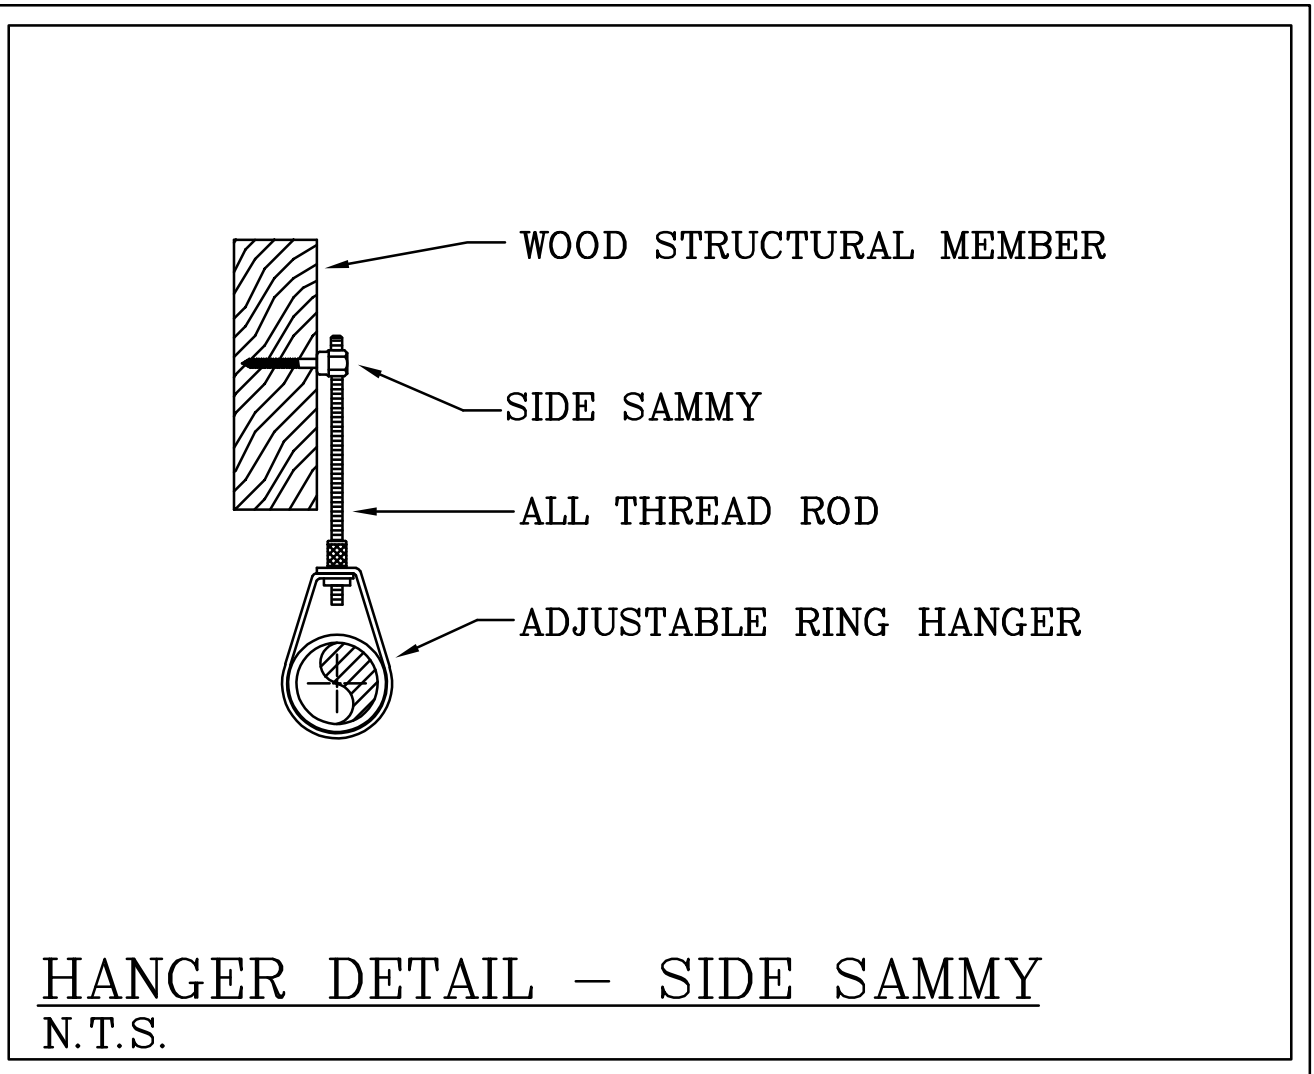 WOOD STRUCTURAL MEMBER
SIDE SAMMY
ALL THREAD ROD
ADJUSTABLE RING HANGER
HANGER DETAIL - SIDE SAMMY
N.T.S.